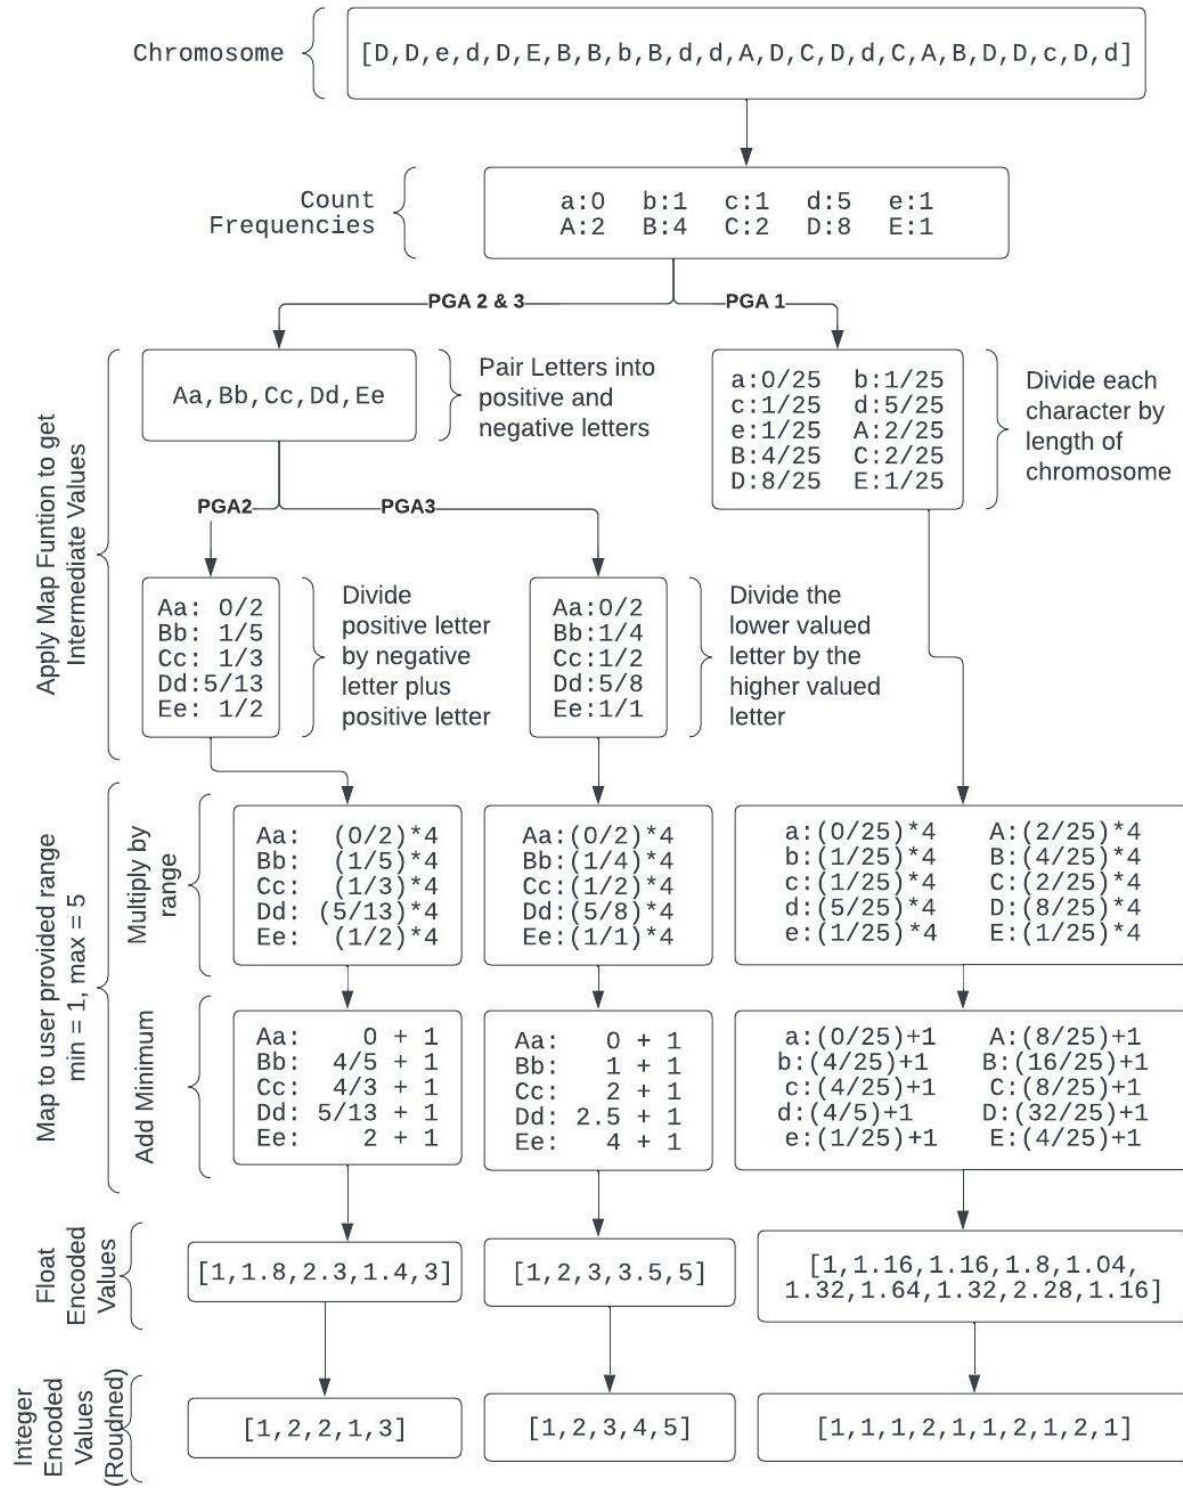 Chromosome
[D,D,e,d,D,E,B,B,b,B,d,d,A,D,C,D,d,C,A,B,D,D,c,D,d]
Count
Frequencies
a:0 b:1 c:1 d:5 e:1
A:2 B:4 C:2 D:8 E:1
PGA 2 & 3
PGA 1
Apply Map Funtion to get
Intermediate Values
Aa,Bb,Cc,Dd,Ee
Pair Letters into
positive and
negative letters
a:0/25 b:1/25
c:1/25 d:5/25
e:1/25 A:2/25
B:4/25 C:2/25
D:8/25 E:1/25
Divide each
character by
length of
chromosome
PGA2
PGA3
Aa: 0/2
Bb: 1/5
Cc: 1/3
Dd:5/13
Ee: 1/2
Divide
positive letter
by negative
letter plus
positive letter
Aa:0/2
Bb:1/4
Cc:1/2
Dd:5/8
Ee:1/1
Divide the
lower valued
letter by the
higher valued
letter
Map to user provided range
min = 1, max = 5
Multiply by
range
Aa: (0/2)*4
Bb: (1/5)*4
Cc: (1/3)*4
Dd: (5/13)*4
Ee: (1/2)*4
Aa:(0/2)*4
Bb:(1/4)*4
Cc:(1/2)*4
Dd:(5/8)*4
Ee:(1/1)*4
a:(0/25)*4 A:(2/25)*4
b:(1/25)*4 B:(4/25)*4
c:(1/25)*4 C:(2/25)*4
d:(5/25)*4 D:(8/25)*4
e:(1/25)*4 E:(1/25)*4
Add Minimum
Aa: 0 + 1
Bb: 4/5 + 1
Cc: 4/3 + 1
Dd: 5/13 + 1
Ee: 2 + 1
Aa: 0 + 1
Bb: 1 + 1
Cc: 2 + 1
Dd: 2.5 + 1
Ee: 4 + 1
a:(0/25)+1 A:(8/25)+1
b:(4/25)+1 B:(16/25)+1
c:(4/25)+1 C:(8/25)+1
d:(4/5)+1 D:(32/25)+1
e:(1/25)+1 E:(4/25)+1
Float
Encoded
Values
[1,1.8,2.3,1.4,3]
[1,2,3,3.5,5]
[1,1.16,1.16,1.8,1.04,
1.32,1.64,1.32,2.28,1.16]
Integer
Encoded
Values
(Roudned)
[1,2,2,1,3]
[1,2,3,4,5]
[1,1,1,2,1,1,2,1,2,1]